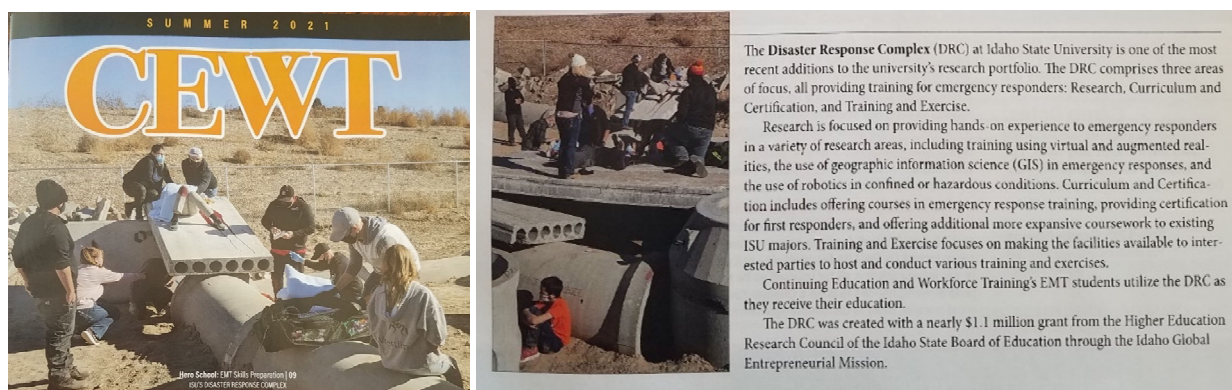 SUMMER 2021
CEWT
Hero School: EMT Skills Preparation | 09
ISU'S DISASTER RESPONSE COMPLEX
The Disaster Response Complex (DRC) at Idaho State University is one of the most
recent additions to the university's research portfolio. The DRC comprises three areas
of focus, all providing training for emergency responders: Research, Curriculum and
Certification, and Training and Exercise.
Research is focused on providing hands-on experience to emergency responders
in a variety of research areas, including training using virtual and augmented real-
ities, the use of geographic information science (GIS) in emergency responses, and
the use of robotics in confined or hazardous conditions. Curriculum and Certifica-
tion includes offering courses in emergency response training, providing certification
for first responders, and offering additional more expansive coursework to existing
ISU majors. Training and Exercise focuses on making the facilities available to inter-
ested parties to host and conduct various training and exercises.
Continuing Education and Workforce Training's EMT students utilize the DRC as
they receive their education.
The DRC was created with a nearly $1.1 million grant from the Higher Education
Research Council of the Idaho State Board of Education through the Idaho Global
Entrepreneurial Mission.